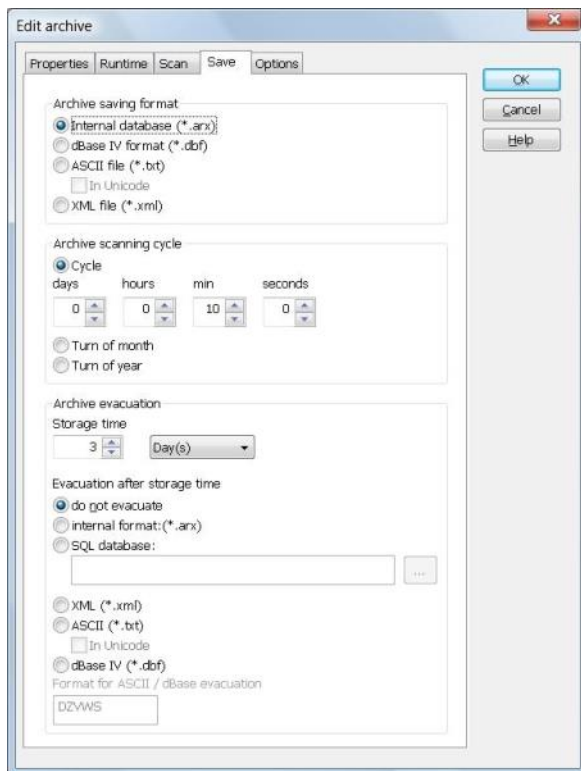 Edit archive
Properties Runtime Scan Save Options
OK
Cancel
Help
Archive saving format
Internal database (*.arx)
dBase IV format (*.dbf)
ASCII file (*.txt)
In Unicode
XML file (*.xml)
Archive scanning cycle
Cycle
days hours min seconds
0 0 10 0
Turn of month
Turn of year
Archive evacuation
Storage time
3 Day(s)
Evacuation after storage time
do not evacuate
internal format:(*.arx)
SQL database:
...
XML (*.xml)
ASCII (*.txt)
In Unicode
dBase IV (*.dbf)
Format for ASCII / dBase evacuation
DZVWS